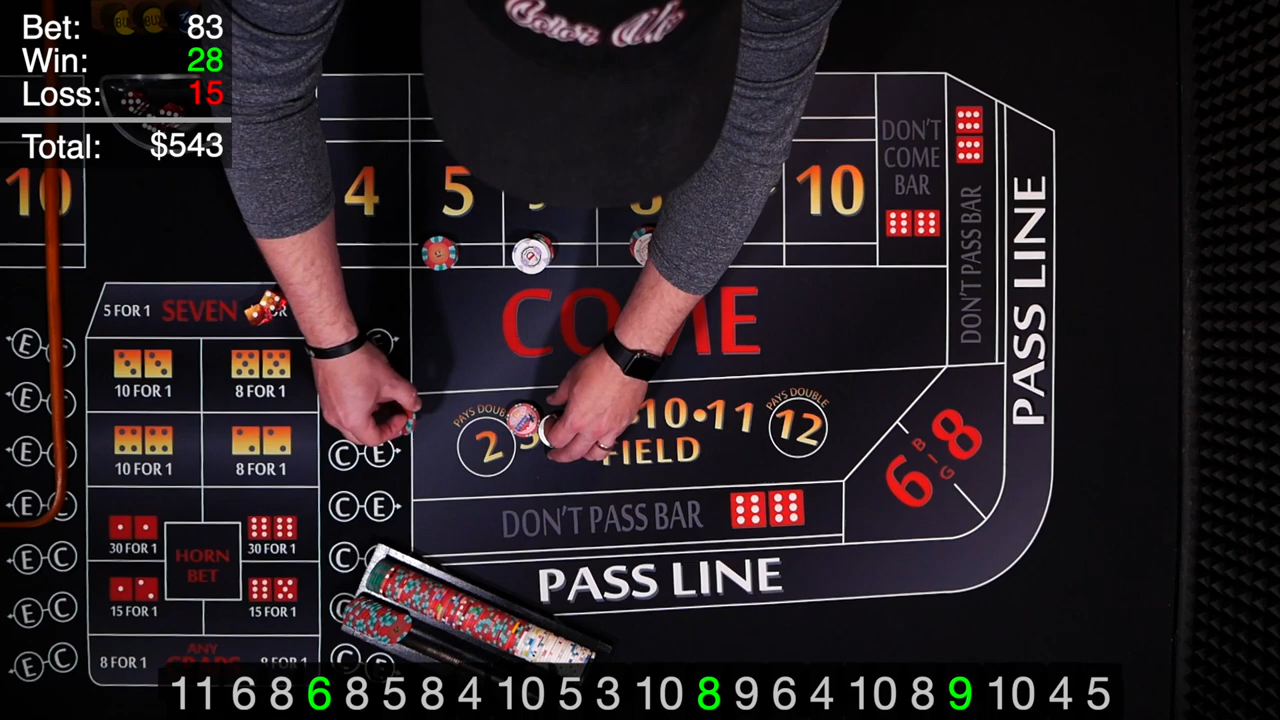 Bet: 83
Win: 28
Loss: 15
Total: $543
10
4
5
10
DON'T
COME
BAR
DON'T PASS BAR
PASS LINE
5 FOR 1 SEVEN
COME
E C
E C
E C
E C
E C
E C
E C
10 FOR 1
8 FOR 1
10 FOR 1
8 FOR 1
30 FOR 1
30 FOR 1
HORN
BET
15 FOR 1
15 FOR 1
ANY
CRAPS
8 FOR 1
8 FOR 1
C E
C E
C
C
C E
PAYS DOUBLE
2
10•11
PAYS DOUBLE
12
FIELD
6 8
BIG
DON'T PASS BAR
PASS LINE
11 6 8 6 8 5 8 4 10 5 3 10 8 9 6 4 10 8 9 10 4 5